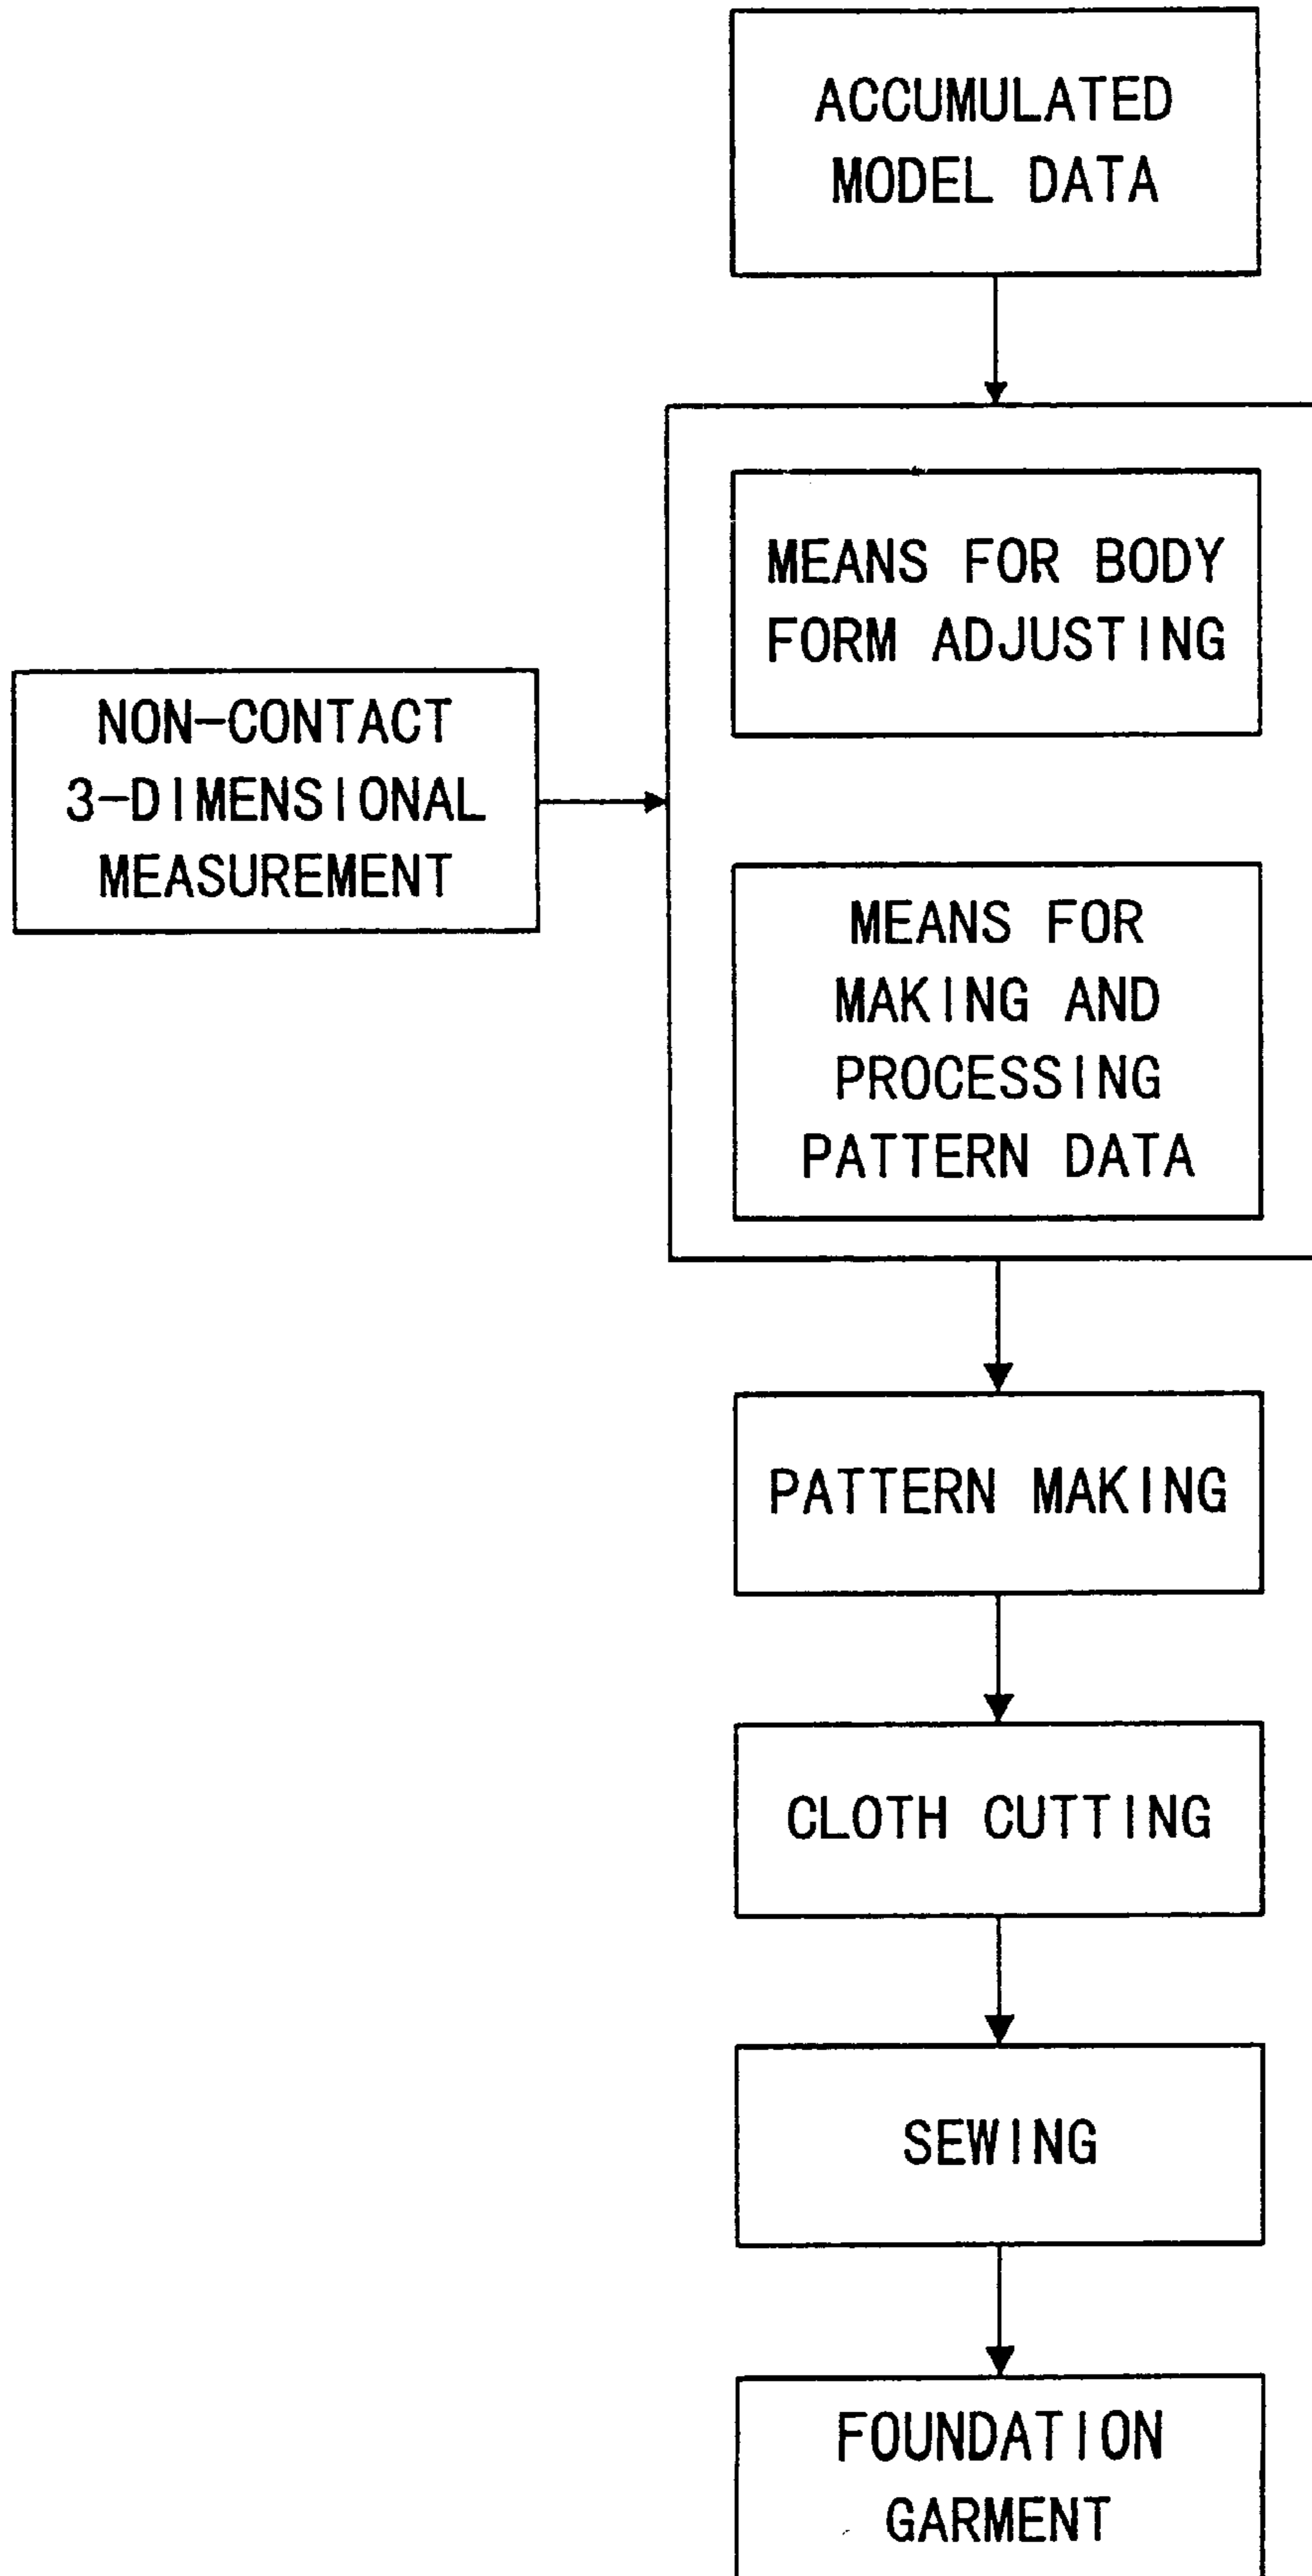 ACCUMULATED
MODEL DATA
MEANS FOR BODY
FORM ADJUSTING
NON-CONTACT
3-DIMENSIONAL
MEASUREMENT
MEANS FOR
MAKING AND
PROCESSING
PATTERN DATA
PATTERN MAKING
CLOTH CUTTING
SEWING
FOUNDATION
GARMENT